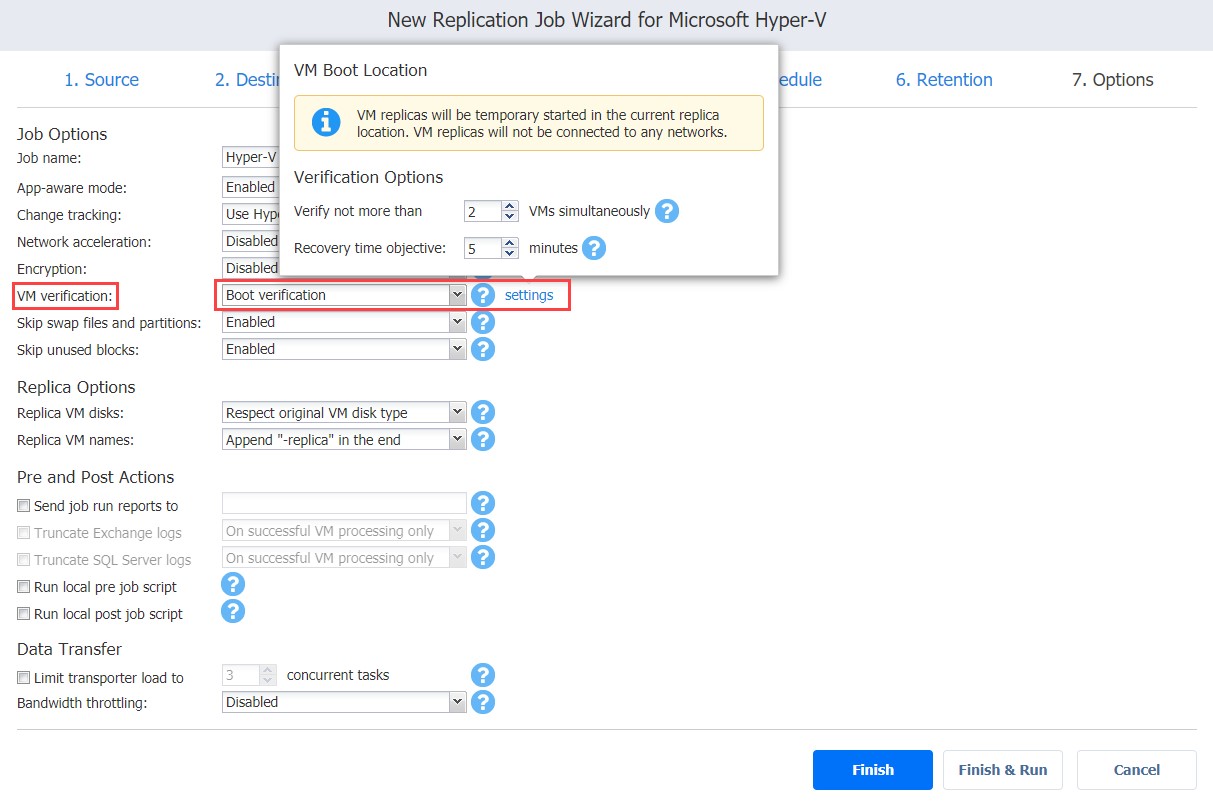 New Replication Job Wizard for Microsoft Hyper-V
1. Source
2. Destin
edule
6. Retention
7. Options
VM Boot Location
VM replicas will be temporary started in the current replica
location. VM replicas will not be connected to any networks.
Verification Options
Verify not more than 2 VMs simultaneously ?
Recovery time objective: 5 minutes ?
Job Options
Job name: Hyper-V
App-aware mode: Enabled
Change tracking: Use Hype
Network acceleration: Disabled
Encryption: Disabled
VM verification: Boot verification ? settings
Skip swap files and partitions: Enabled ?
Skip unused blocks: Enabled ?
Replica Options
Replica VM disks: Respect original VM disk type ?
Replica VM names: Append "-replica" in the end ?
Pre and Post Actions
Send job run reports to ?
Truncate Exchange logs On successful VM processing only ?
Truncate SQL Server logs On successful VM processing only ?
Run local pre job script ?
Run local post job script ?
Data Transfer
Limit transporter load to 3 concurrent tasks ?
Bandwidth throttling: Disabled ?
Finish
Finish & Run
Cancel